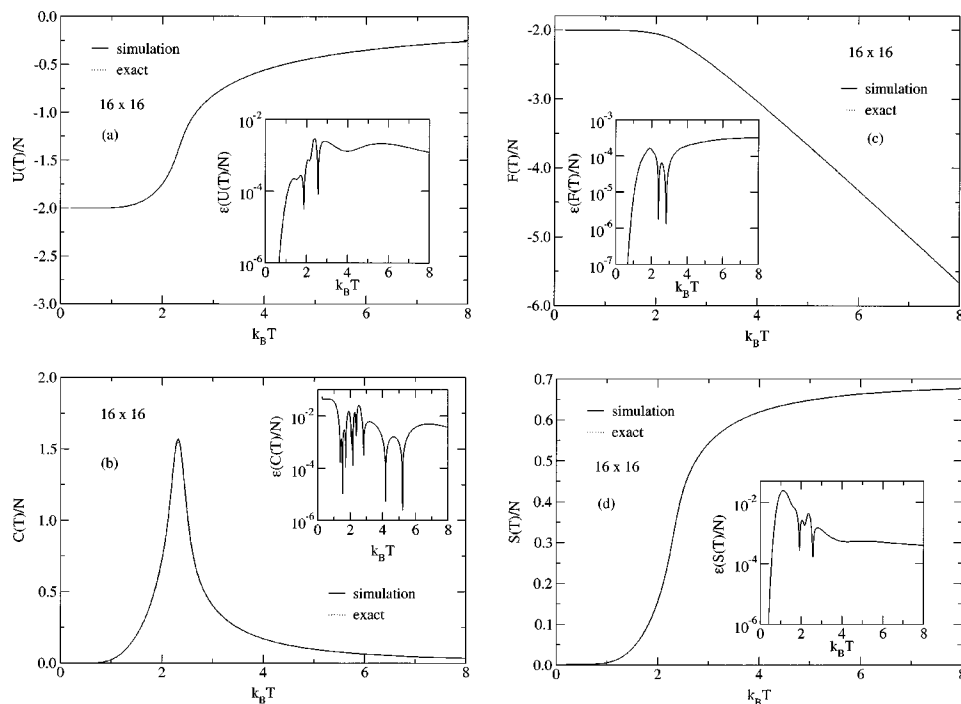 0.0
-0.5
-1.0
-1.5
-2.0
-2.5
-3.0
U(T)/N
simulation
exact
16 x 16
(a)
10^-2
10^-4
10^-6
ε(U(T)/N)
0 2 4 6 8
k_B T
0 2 4 6 8
k_B T
-2.0
-3.0
-4.0
-5.0
-6.0
F(T)/N
16 x 16
simulation
exact
(c)
10^-3
10^-4
10^-5
10^-6
10^-7
ε(F(T)/N)
0 2 4 6 8
k_B T
0 2 4 6 8
k_B T
2.0
1.5
1.0
0.5
0.0
C(T)/N
16 x 16
(b)
10^-2
10^-4
10^-6
ε(C(T)/N)
0 1 2 3 4 5 6 7 8
k_B T
simulation
exact
0 2 4 6 8
k_B T
0.7
0.6
0.5
0.4
0.3
0.2
0.1
0.0
S(T)/N
simulation
exact
16 x 16
(d)
10^-2
10^-4
10^-6
ε(S(T)/N)
0 2 4 6 8
k_B T
0 2 4 6 8
k_B T